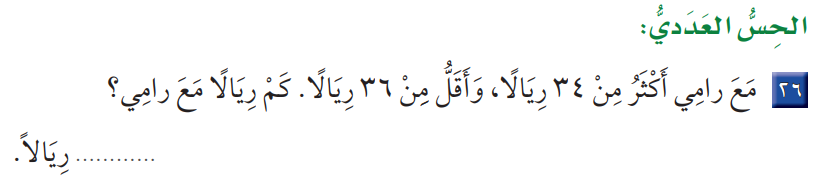 الحِسُّ العَدَديُّ:
٢٦ مَعَ رامِي أَكْثَرُ مِنْ ٣٤ رِيَالًا، وَأَقَلُّ مِنْ ٣٦ رِيَالًا. كَمْ رِيَالًا مَعَ رامِي؟
............ رِيَالاً.